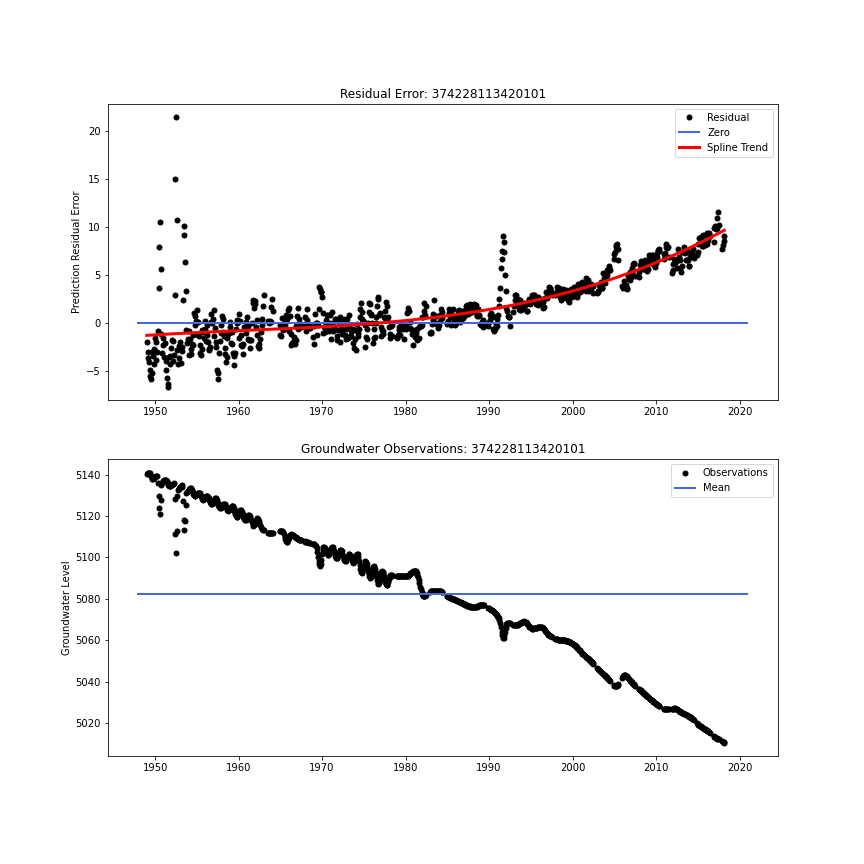 Residual Error: 374228113420101
Prediction Residual Error
20
15
10
5
0
−5
Residual
Zero
Spline Trend
1950 1960 1970 1980 1990 2000 2010 2020
Groundwater Observations: 374228113420101
Groundwater Level
5140
5120
5100
5080
5060
5040
5020
Observations
Mean
1950 1960 1970 1980 1990 2000 2010 2020